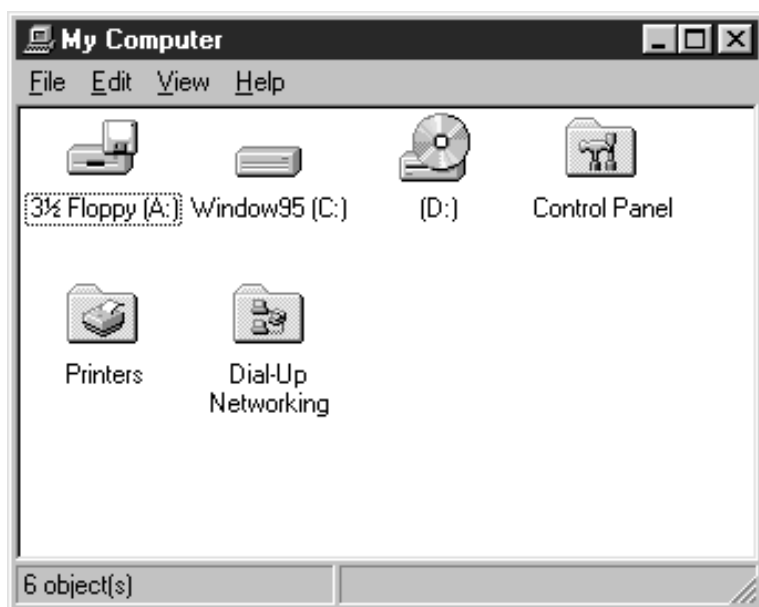 My Computer
File Edit View Help
3½ Floppy (A:) Window95 (C:) (D:) Control Panel
Printers Dial-Up
Networking
6 object(s)